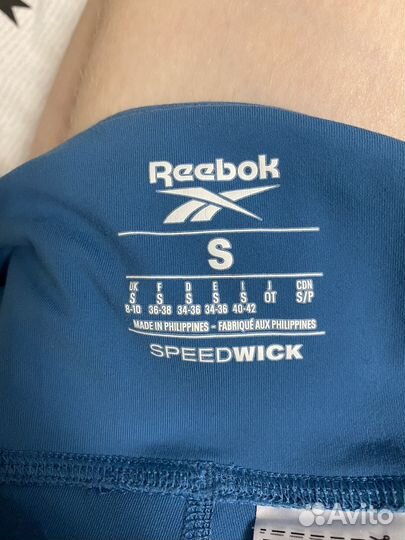 Reebok
S
UK F D E I J CDN
S S S S S OT S/P
8-10 36-38 34-36 34-36 40-42
MADE IN PHILIPPINES – FABRIQUÉ AUX PHILIPPINES
SPEEDWICK
Avito